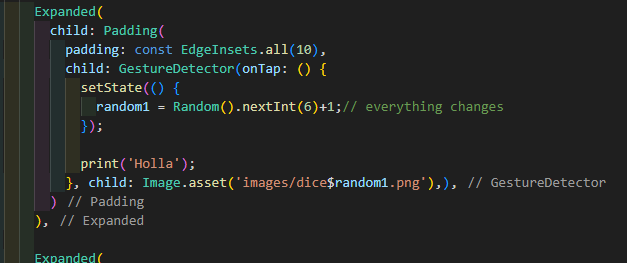 Expanded(
child: Padding(
padding: const EdgeInsets.all(10),
child: GestureDetector(onTap: () {
setState(() {
random1 = Random().nextInt(6)+1;// everything changes
});
print('Holla');
}, child: Image.asset('images/dice$random1.png'),), // GestureDetector
) // Padding
), // Expanded
Expanded(